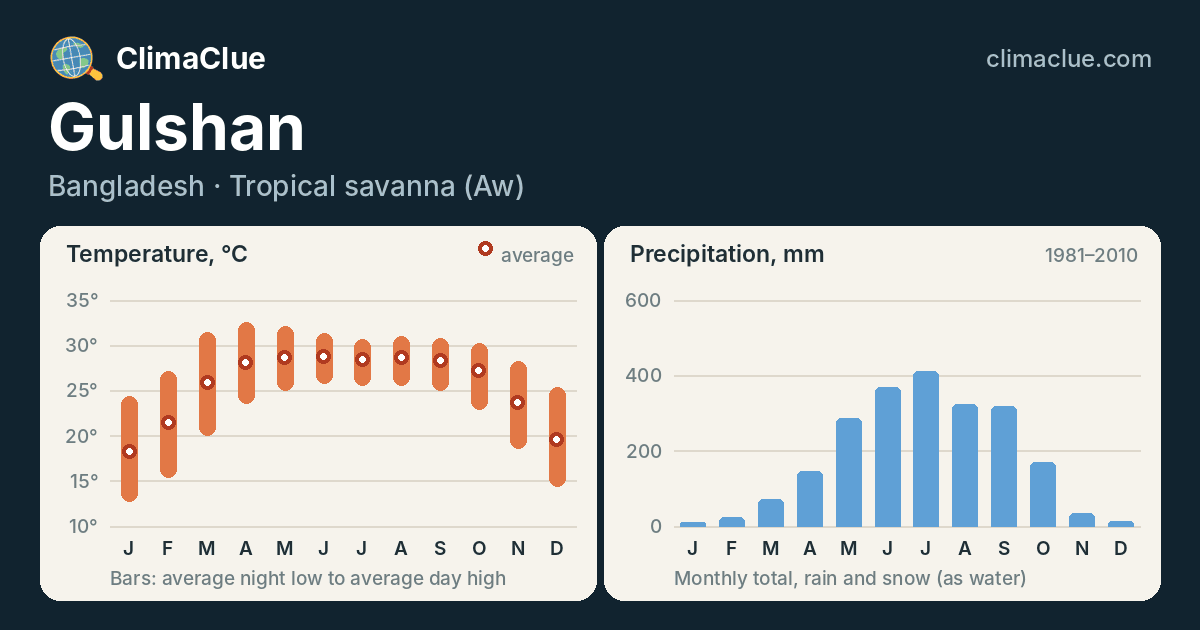 ClimaClue
climaclue.com
Gulshan
Bangladesh · Tropical savanna (Aw)
Temperature, °C
average
35°
30°
25°
20°
15°
10°
J F M A M J J A S O N D
Bars: average night low to average day high
Precipitation, mm
1981–2010
600
400
200
0
J F M A M J J A S O N D
Monthly total, rain and snow (as water)